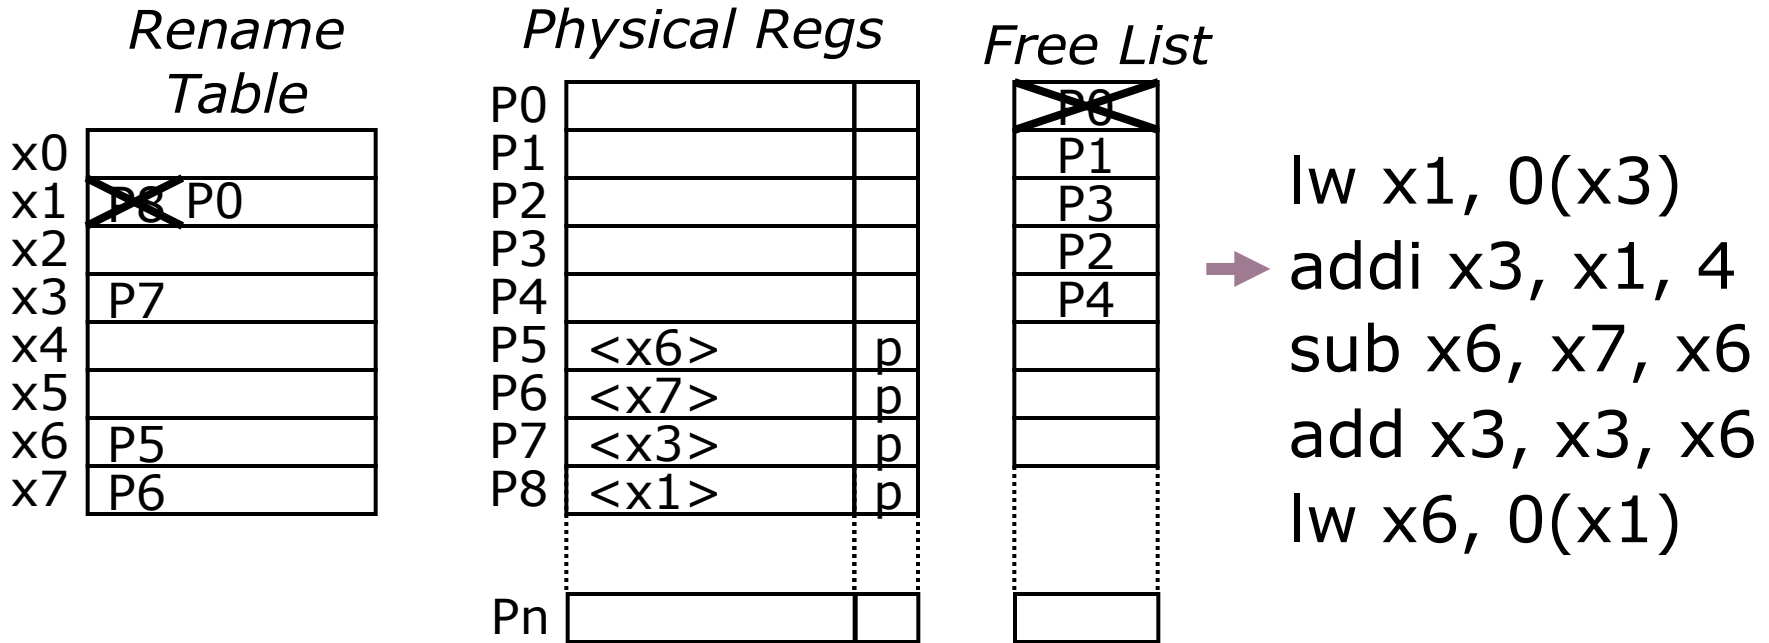 Rename
Table
x0
x1 P8 P0
x2
x3 P7
x4
x5
x6 P5
x7 P6
Physical Regs
P0
P1
P2
P3
P4
P5 <x6> p
P6 <x7> p
P7 <x3> p
P8 <x1> p
Pn
Free List
P0
P1
P3
P2
P4
lw x1, 0(x3)
addi x3, x1, 4
sub x6, x7, x6
add x3, x3, x6
lw x6, 0(x1)